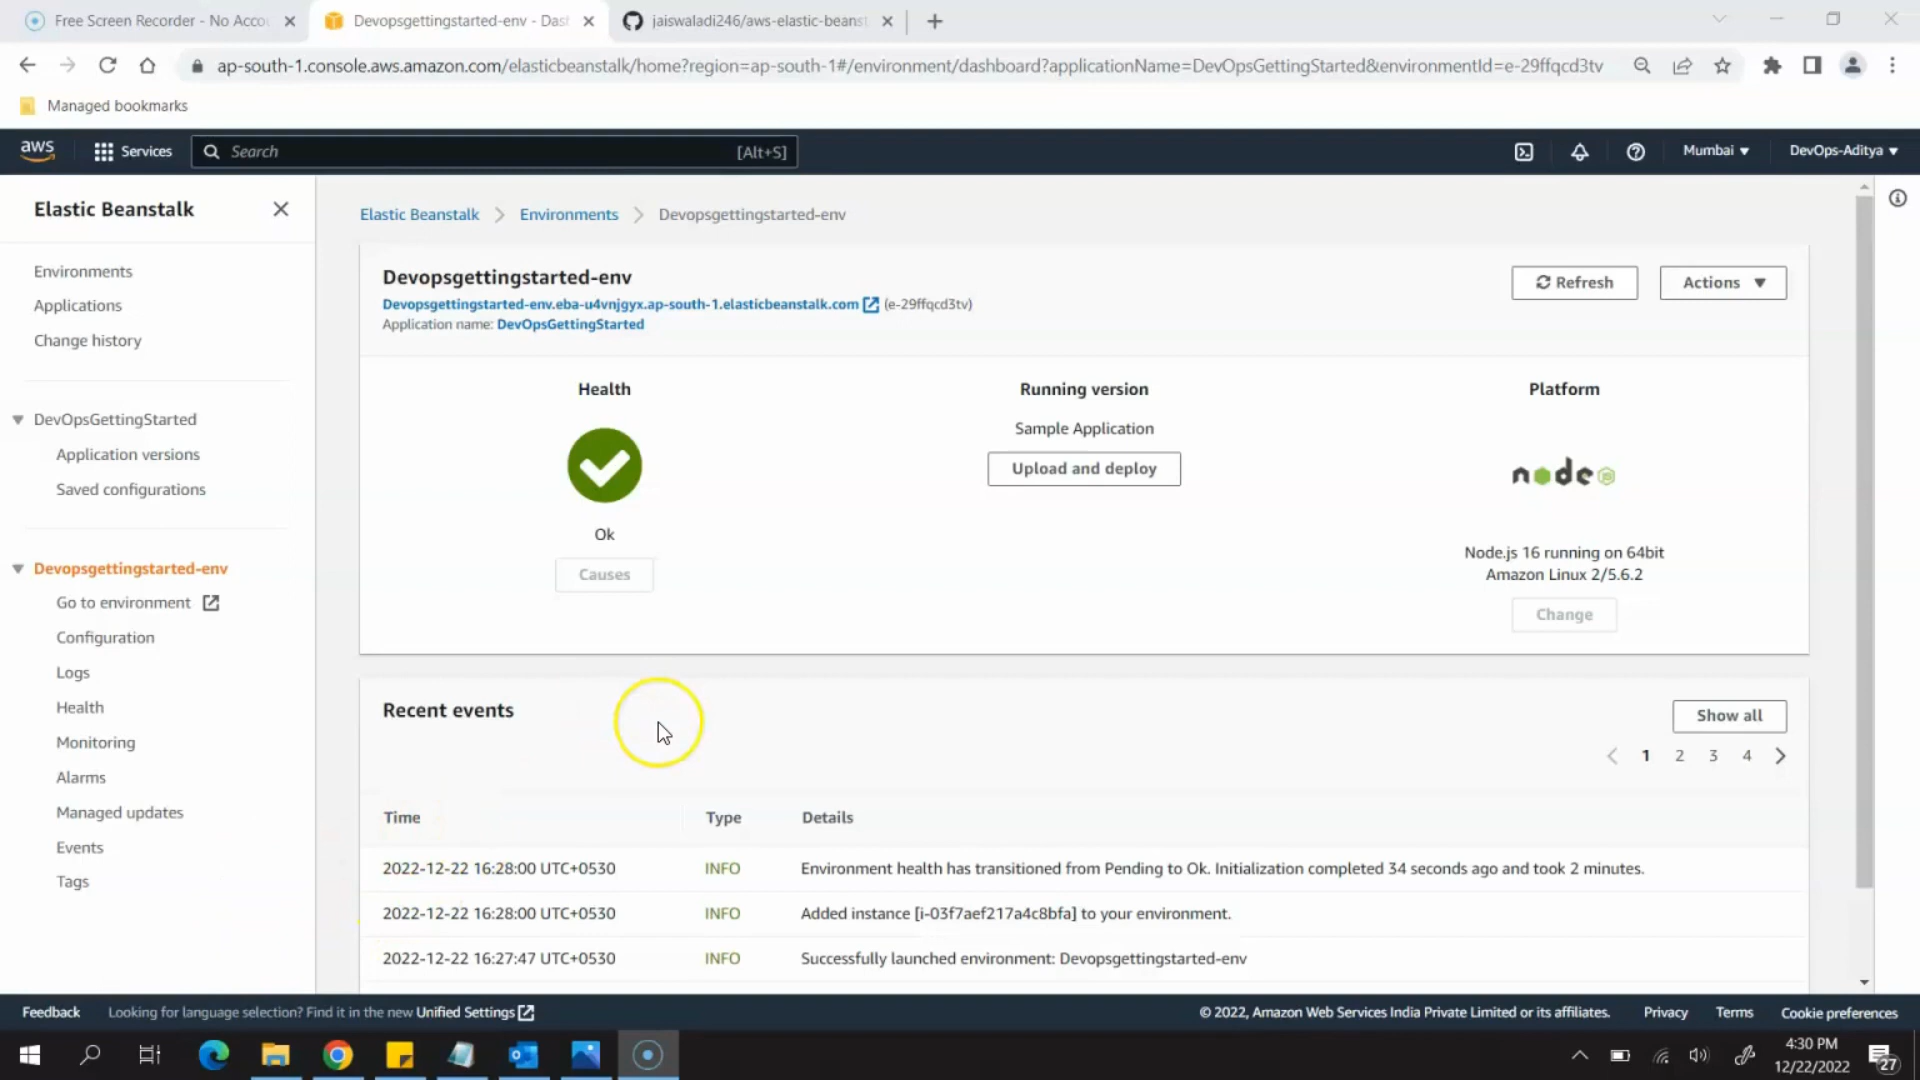 Free Screen Recorder - No Acco
Devopsgettingstarted-env - Dash
jaiswaladi246/aws-elastic-beanst
ap-south-1.console.aws.amazon.com/elasticbeanstalk/home?region=ap-south-1#/environment/dashboard?applicationName=DevOpsGettingStarted&environmentId=e-29ffqcd3tv
Managed bookmarks
aws
Services
Search
[Alt+S]
Mumbai
DevOps-Aditya
Elastic Beanstalk
Environments
Applications
Change history
DevOpsGettingStarted
Application versions
Saved configurations
Devopsgettingstarted-env
Go to environment
Configuration
Logs
Health
Monitoring
Alarms
Managed updates
Events
Tags
Elastic Beanstalk > Environments > Devopsgettingstarted-env
Devopsgettingstarted-env
Devopsgettingstarted-env.eba-u4vnjgyx.ap-south-1.elasticbeanstalk.com (e-29ffqcd3tv)
Application name: DevOpsGettingStarted
Refresh
Actions
Health
Ok
Causes
Running version
Sample Application
Upload and deploy
Platform
node
Node.js 16 running on 64bit
Amazon Linux 2/5.6.2
Change
Recent events
Show all
1 2 3 4
Time Type Details
2022-12-22 16:28:00 UTC+0530 INFO Environment health has transitioned from Pending to Ok. Initialization completed 34 seconds ago and took 2 minutes.
2022-12-22 16:28:00 UTC+0530 INFO Added instance [i-03f7aef217a4c8bfa] to your environment.
2022-12-22 16:27:47 UTC+0530 INFO Successfully launched environment: Devopsgettingstarted-env
Feedback
Looking for language selection? Find it in the new Unified Settings
© 2022, Amazon Web Services India Private Limited or its affiliates.
Privacy
Terms
Cookie preferences
4:30 PM
12/22/2022
27